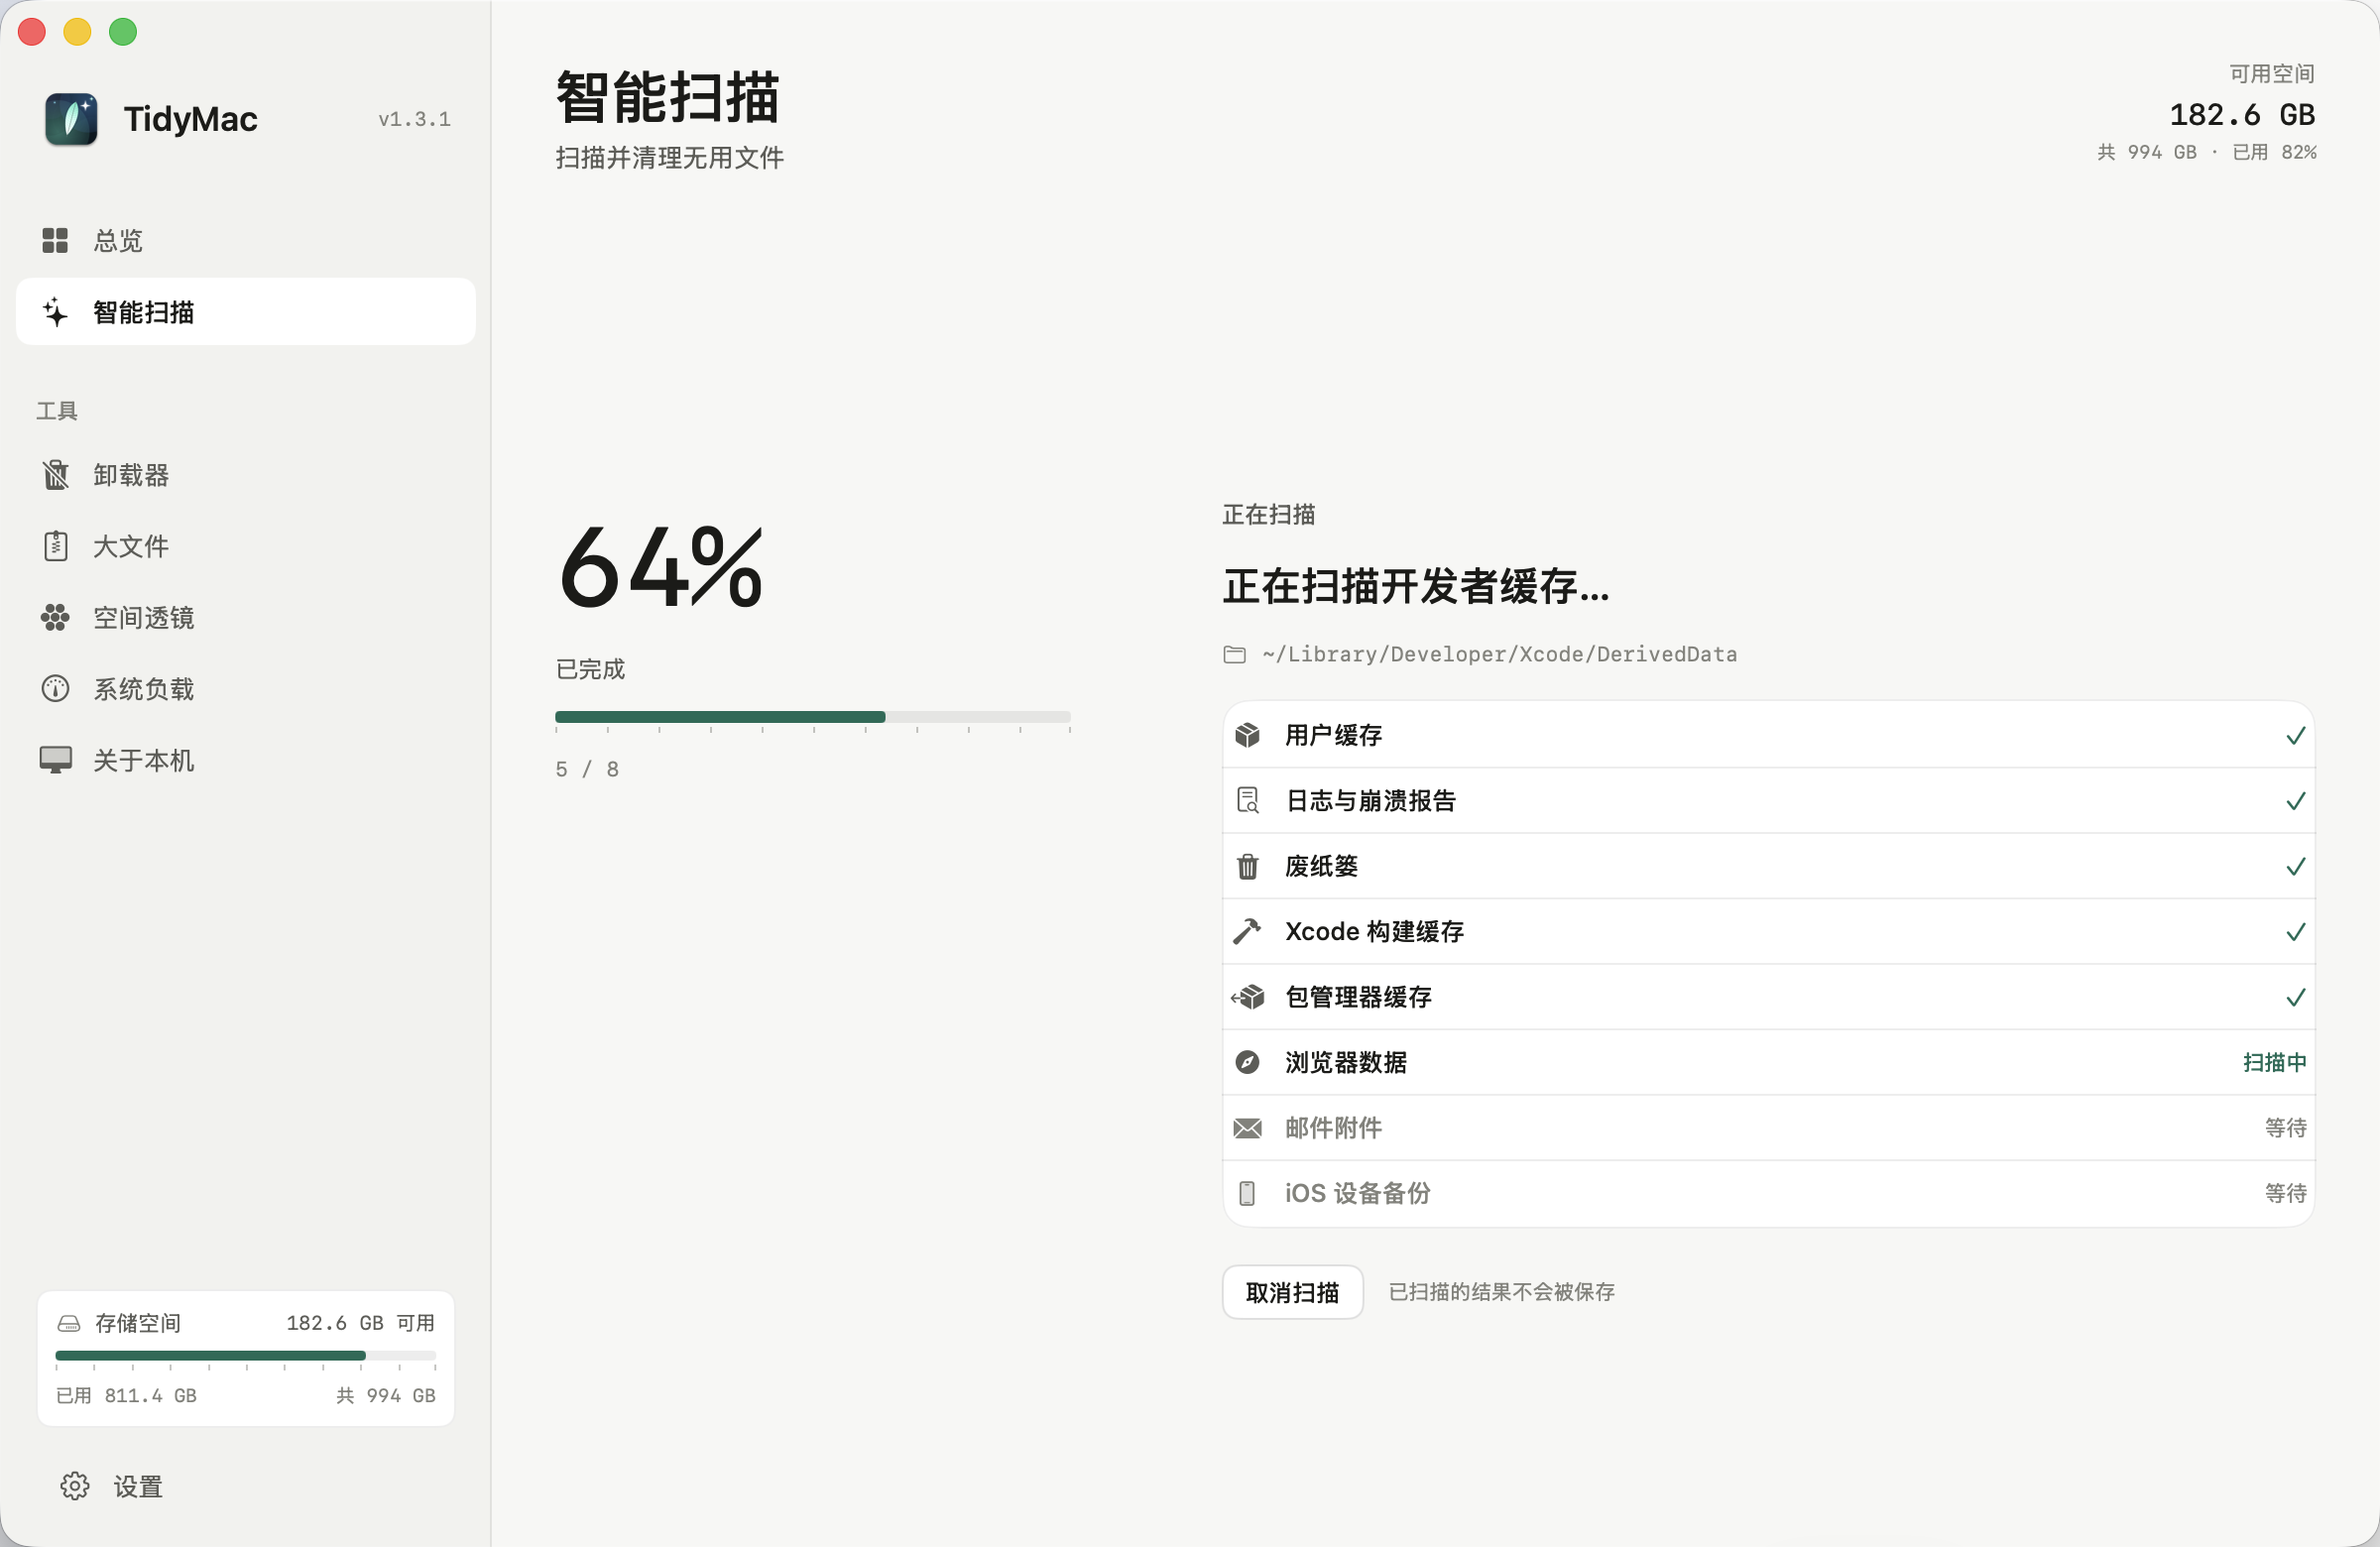 TidyMac
v1.3.1
总览
智能扫描
工具
卸载器
大文件
空间透镜
系统负载
关于本机
存储空间 182.6 GB 可用
已用 811.4 GB 共 994 GB
设置
智能扫描
扫描并清理无用文件
可用空间
182.6 GB
共 994 GB · 已用 82%
64%
已完成
5 / 8
正在扫描
正在扫描开发者缓存...
~/Library/Developer/Xcode/DerivedData
用户缓存
日志与崩溃报告
废纸篓
Xcode 构建缓存
包管理器缓存
浏览器数据 扫描中
邮件附件 等待
iOS 设备备份 等待
取消扫描 已扫描的结果不会被保存